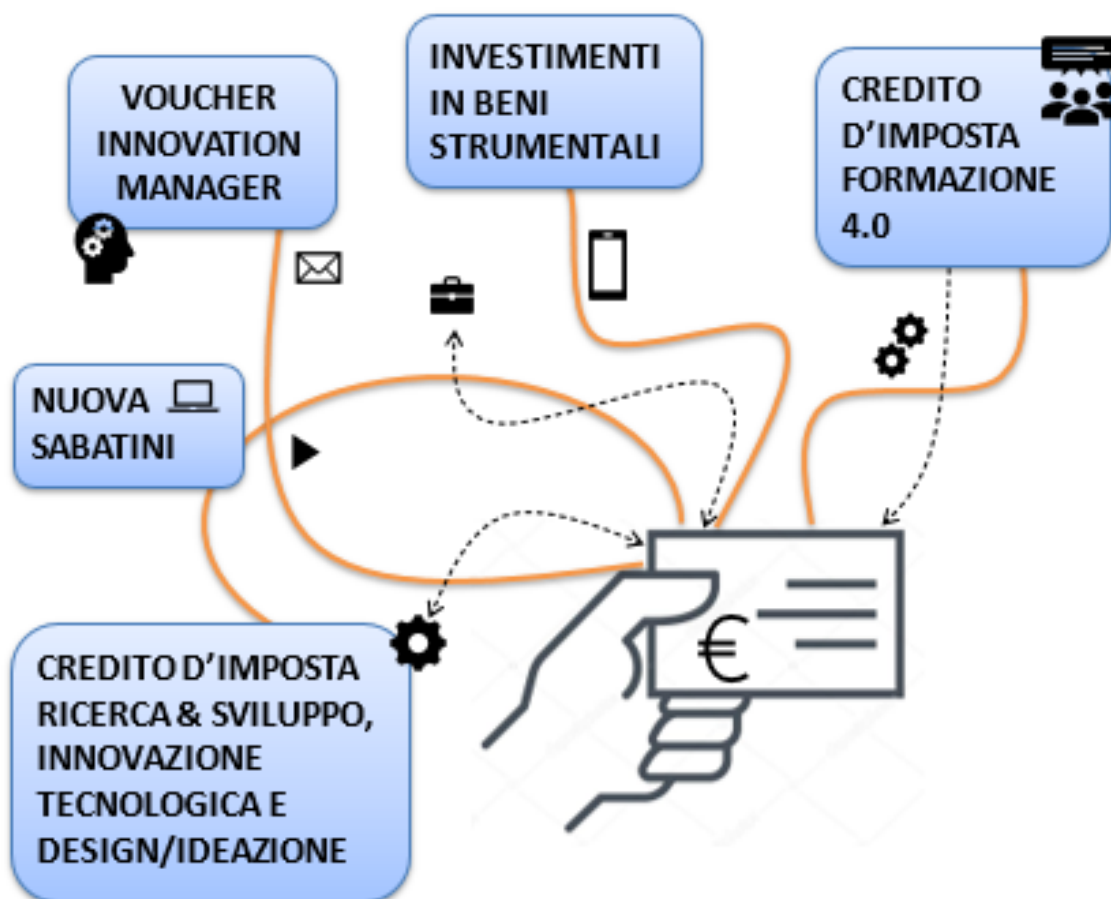 VOUCHER
INNOVATION
MANAGER
INVESTIMENTI
IN BENI
STRUMENTALI
CREDITO
D’IMPOSTA
FORMAZIONE
4.0
NUOVA
SABATINI
CREDITO D’IMPOSTA
RICERCA & SVILUPPO,
INNOVAZIONE
TECNOLOGICA E
DESIGN/IDEAZIONE
€